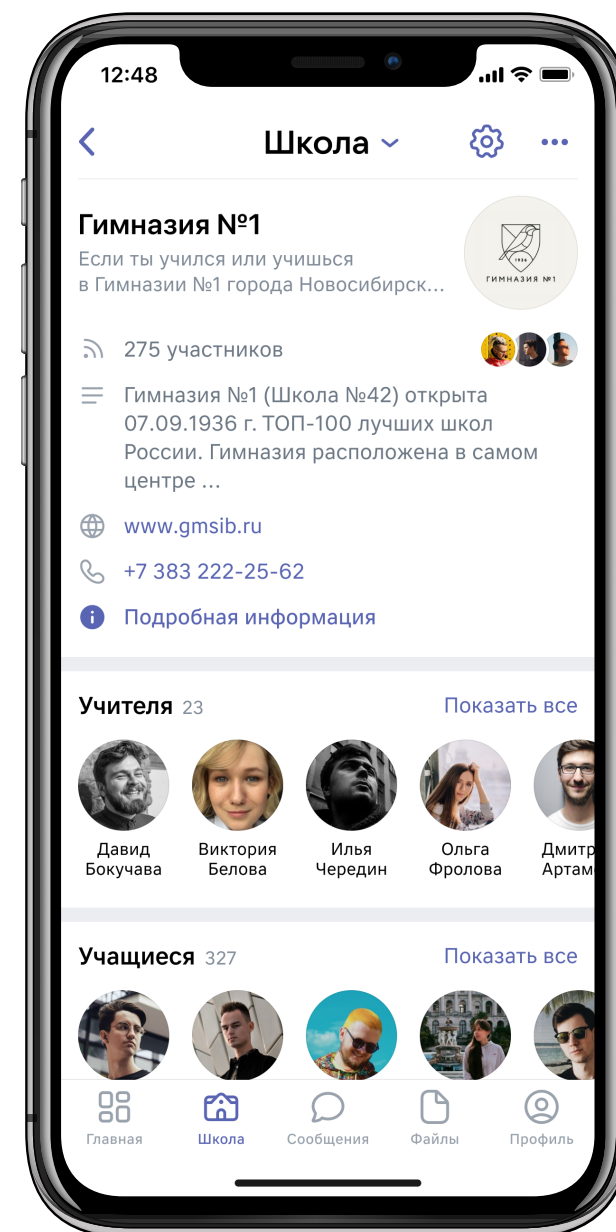 12:48
Школа
Гимназия №1
Если ты учился или учишься
в Гимназии №1 города Новосибирск...
1936
ГИМНАЗИЯ №1
275 участников
Гимназия №1 (Школа №42) открыта
07.09.1936 г. ТОП-100 лучших школ
России. Гимназия расположена в самом
центре ...
www.gmsib.ru
+7 383 222-25-62
Подробная информация
Учителя 23
Показать все
Давид
Бокучава
Виктория
Белова
Илья
Чередин
Ольга
Фролова
Дмитр
Артам
Учащиеся 327
Показать все
Главная
Школа
Сообщения
Файлы
Профиль